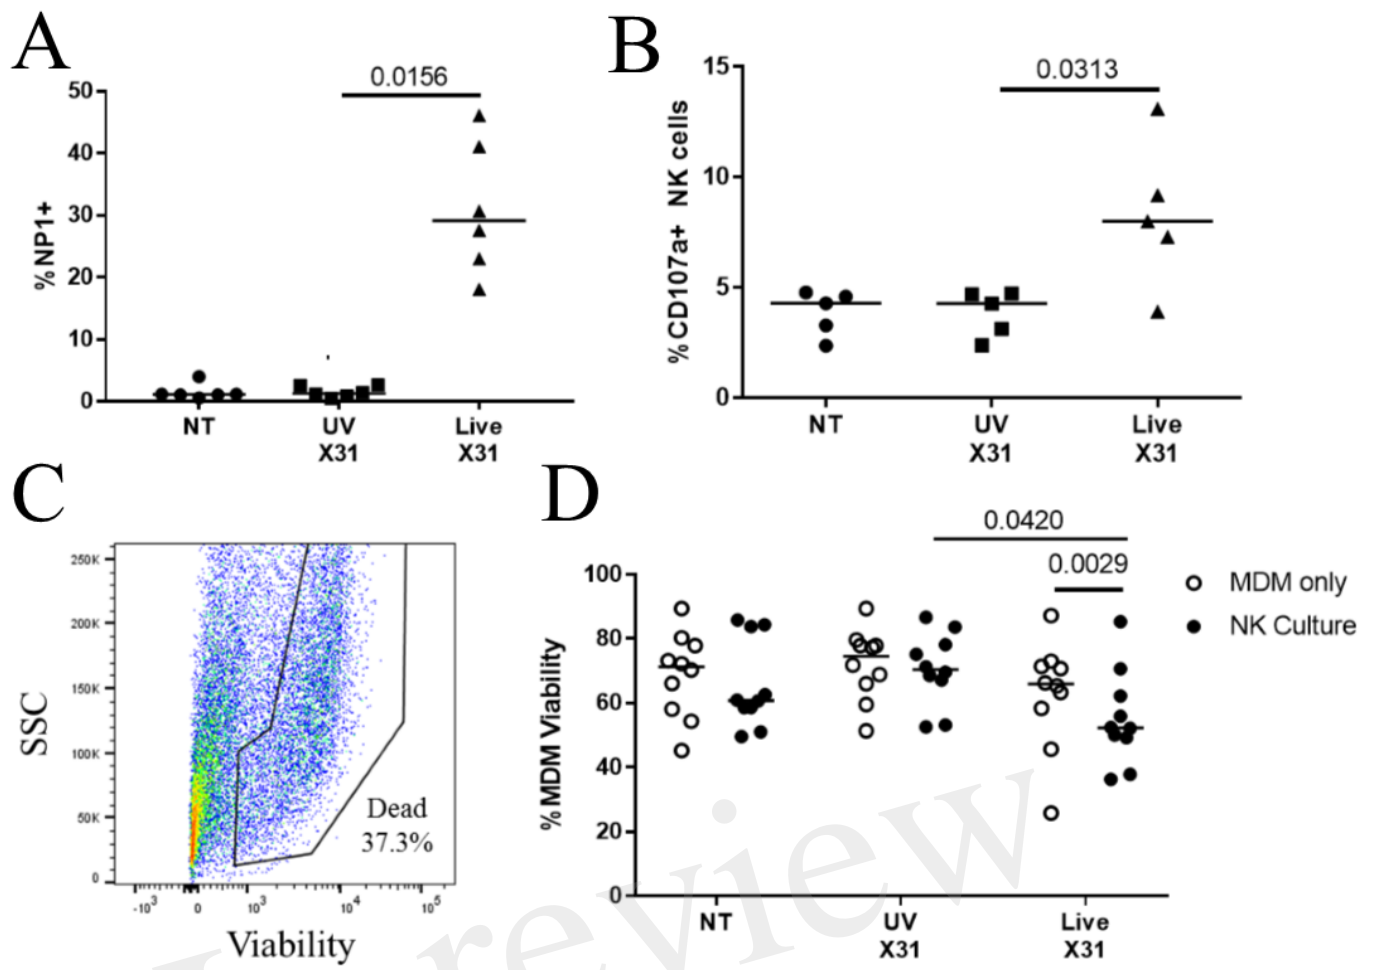 A
0.0156
50
40
30
20
10
0
%NP1+
NT
UV
X31
Live
X31
B
0.0313
15
10
5
0
%CD107a+ NK cells
NT
UV
X31
Live
X31
C
250K
200K
150K
100K
50K
0
SSC
-10³
0
10³
10⁴
10⁵
Viability
Dead
37.3%
D
0.0420
0.0029
100
80
60
40
20
0
%MDM Viability
NT
UV
X31
Live
X31
MDM only
NK Culture
review